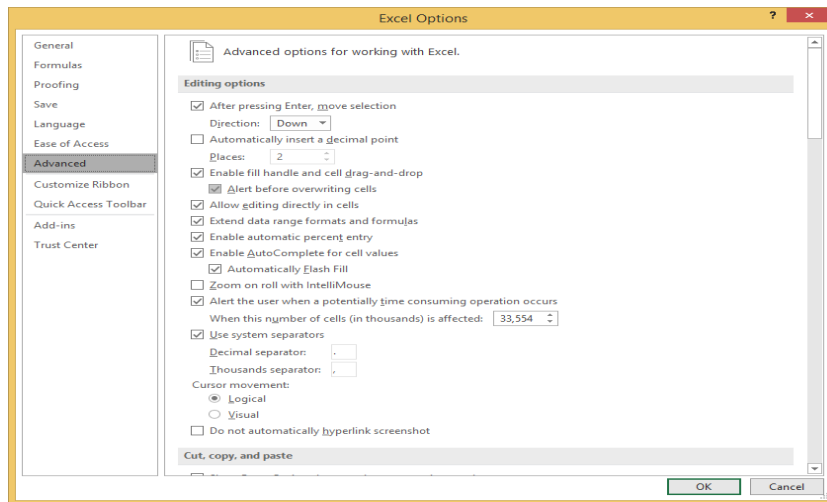 Excel Options
?
General
Formulas
Proofing
Save
Language
Ease of Access
Advanced
Customize Ribbon
Quick Access Toolbar
Add-ins
Trust Center
Advanced options for working with Excel.
Editing options
After pressing Enter, move selection
Direction: Down
Automatically insert a decimal point
Places: 2
Enable fill handle and cell drag-and-drop
Alert before overwriting cells
Allow editing directly in cells
Extend data range formats and formulas
Enable automatic percent entry
Enable AutoComplete for cell values
Automatically Flash Fill
Zoom on roll with IntelliMouse
Alert the user when a potentially time consuming operation occurs
When this number of cells (in thousands) is affected: 33,554
Use system separators
Decimal separator: .
Thousands separator: ,
Cursor movement:
Logical
Visual
Do not automatically hyperlink screenshot
Cut, copy, and paste
OK Cancel